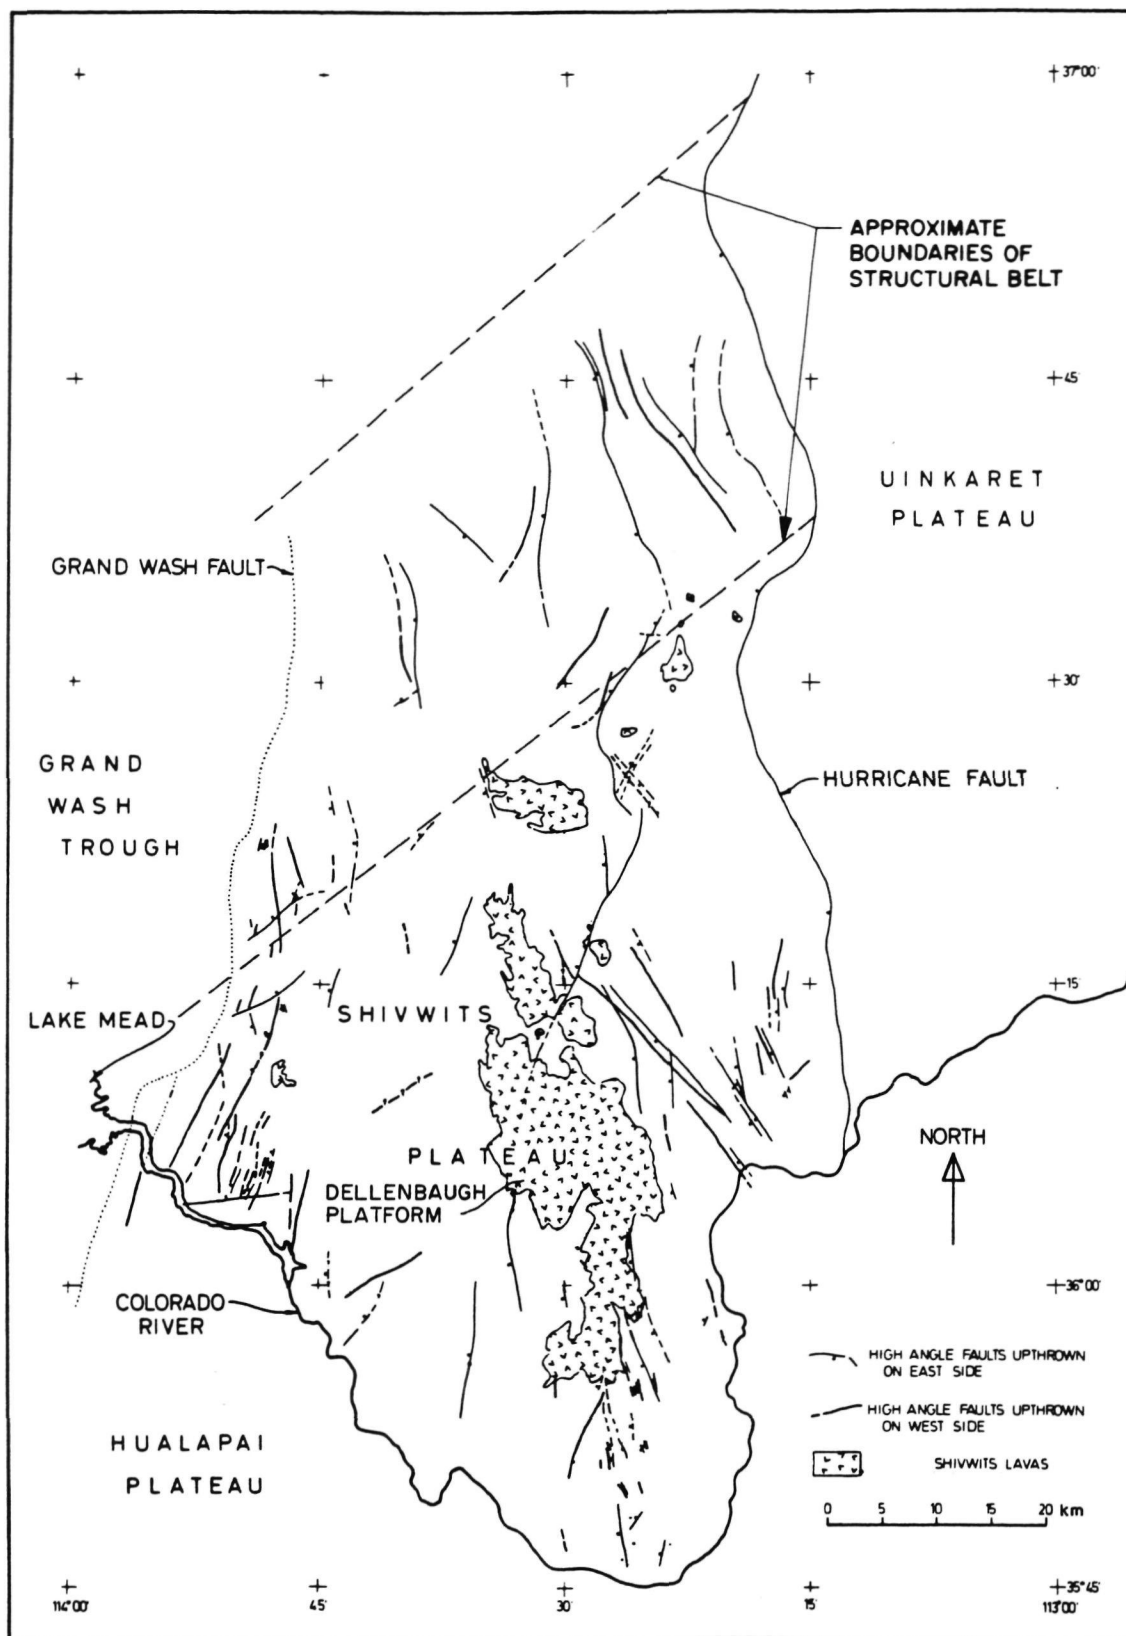 37°00'
APPROXIMATE
BOUNDARIES OF
STRUCTURAL BELT
45'
UINKARET
PLATEAU
GRAND WASH FAULT
30'
GRAND
WASH
TROUGH
HURRICANE FAULT
15'
LAKE MEAD
SHIVWITS
NORTH
PLATEAU
DELLENBAUGH
PLATFORM
36°00'
COLORADO
RIVER
HIGH ANGLE FAULTS UPTHROWN
ON EAST SIDE
HIGH ANGLE FAULTS UPTHROWN
ON WEST SIDE
HUALAPAI
PLATEAU
SHIVWITS LAVAS
0 5 10 15 20 km
35°45'
114°00' 45' 30' 15' 113°00'